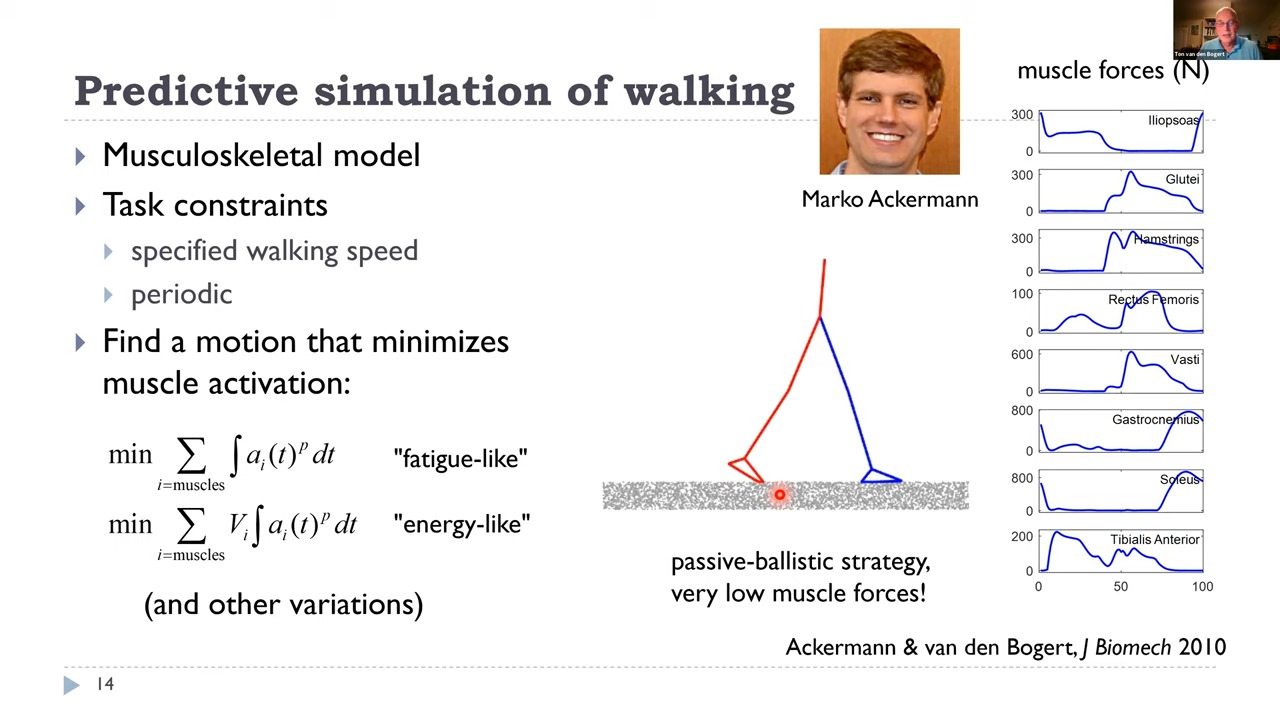 Ton van den Bogert
Predictive simulation of walking
Musculoskeletal model
Task constraints
specified walking speed
periodic
Find a motion that minimizes
muscle activation:
min ∑ ∫ aᵢ(t)ᵖ dt "fatigue-like"
i=muscles
min ∑ Vᵢ ∫ aᵢ(t)ᵖ dt "energy-like"
i=muscles
(and other variations)
Marko Ackermann
passive-ballistic strategy,
very low muscle forces!
muscle forces (N)
300 Iliopsoas
0
300 Glutei
0
300 Hamstrings
0
100 Rectus Femoris
0
600 Vasti
0
800 Gastrocnemius
0
800 Soleus
0
200 Tibialis Anterior
0
0 50 100
Ackermann & van den Bogert, J Biomech 2010
14